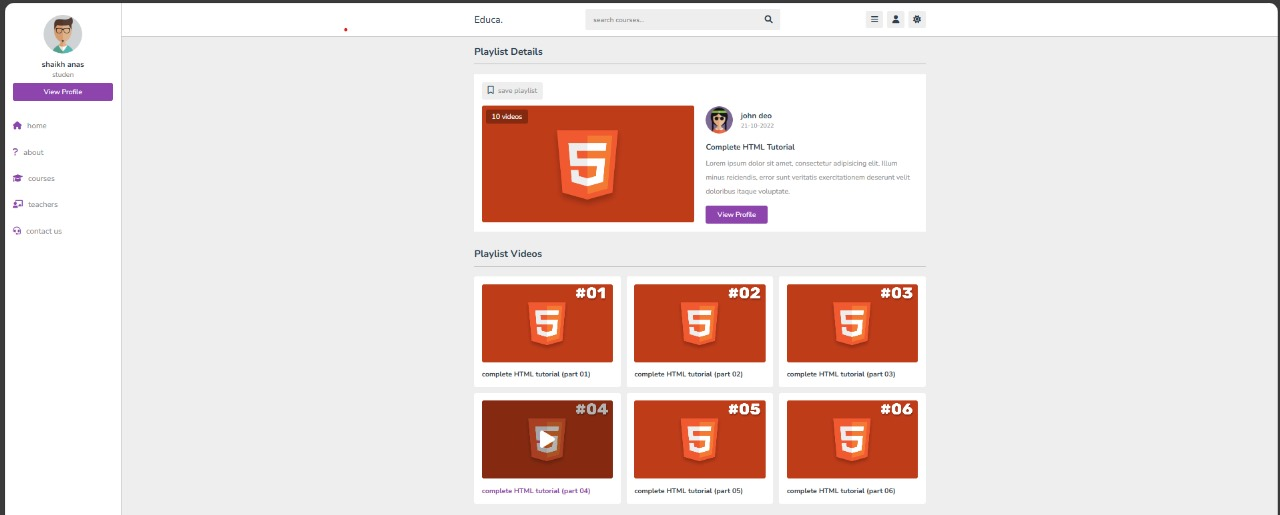 Educa.
search courses...
shaikh anas
studen
View Profile
home
? about
courses
teachers
contact us
Playlist Details
save playlist
10 videos
john deo
21-10-2022
Complete HTML Tutorial
Lorem ipsum dolor sit amet, consectetur adipisicing elit. Illum
minus reiciendis, error sunt veritatis exercitationem deserunt velit
doloribus itaque voluptate.
View Profile
Playlist Videos
#01
complete HTML tutorial (part 01)
#02
complete HTML tutorial (part 02)
#03
complete HTML tutorial (part 03)
#04
complete HTML tutorial (part 04)
#05
complete HTML tutorial (part 05)
#06
complete HTML tutorial (part 06)